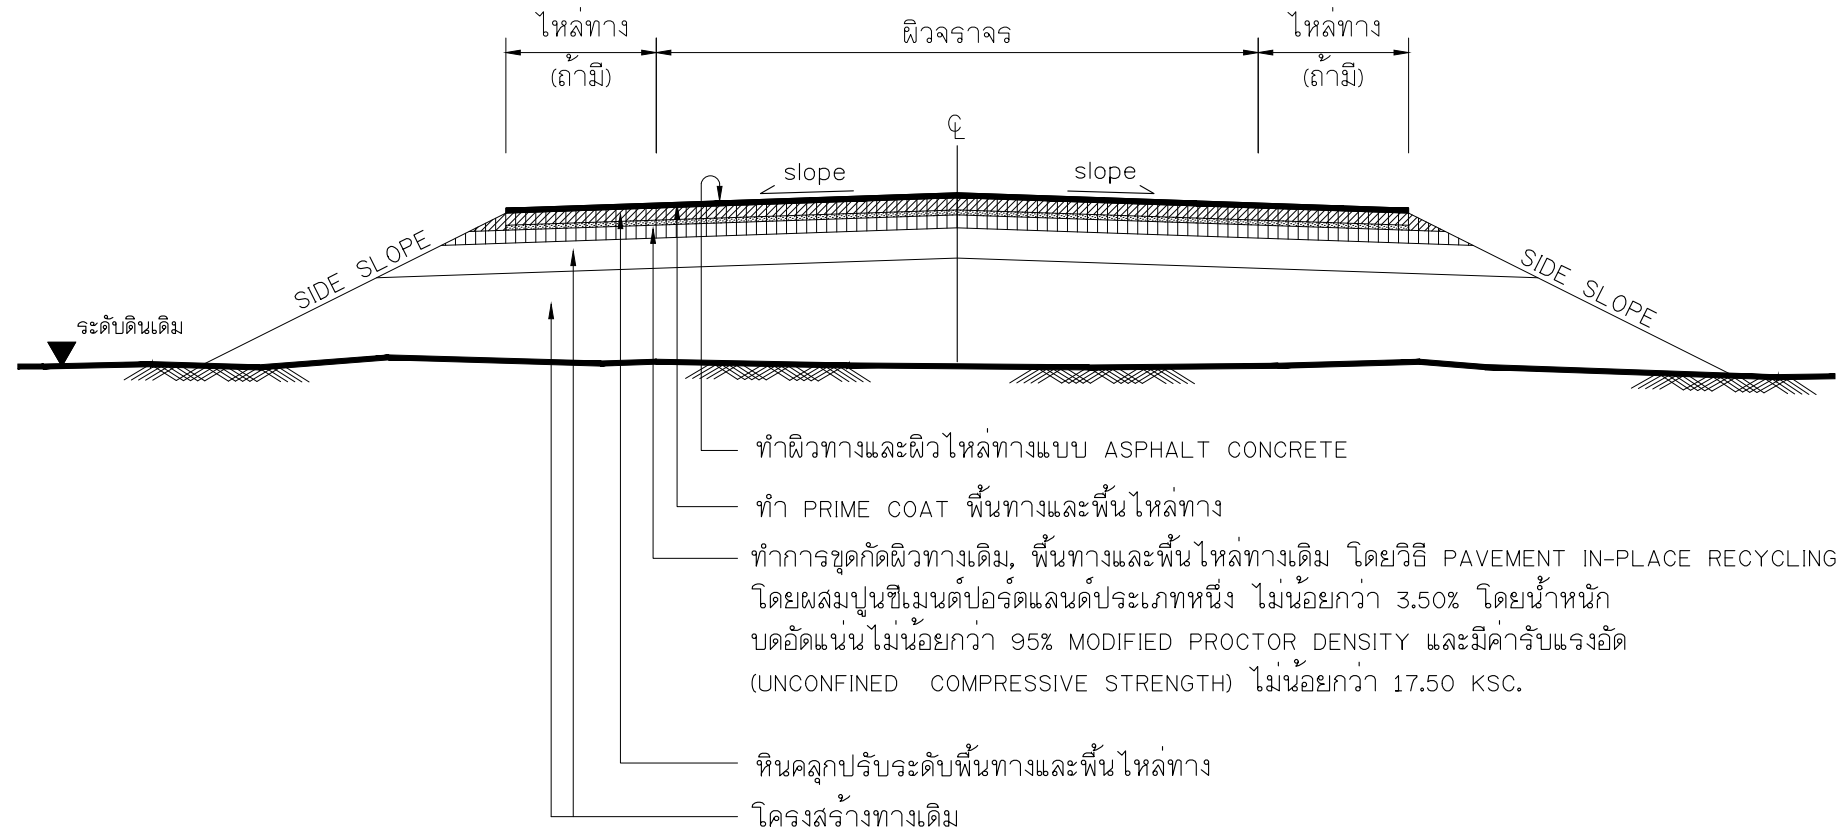 ไหล่ทาง ผิวจราจร ไหล่ทาง
(ถ้ามี) (ถ้ามี)
℄
slope slope
SIDE SLOPE SIDE SLOPE
ระดับดินเดิม
ทำผิวทางและผิวไหล่ทางแบบ ASPHALT CONCRETE
ทำ PRIME COAT พื้นทางและพื้นไหล่ทาง
ทำการขุดกัดผิวทางเดิม, พื้นทางและพื้นไหล่ทางเดิม โดยวิธี PAVEMENT IN-PLACE RECYCLING
โดยผสมปูนซีเมนต์ปอร์ตแลนด์ประเภทหนึ่ง ไม่น้อยกว่า 3.50% โดยน้ำหนัก
บดอัดแน่นไม่น้อยกว่า 95% MODIFIED PROCTOR DENSITY และมีค่ารับแรงอัด
(UNCONFINED COMPRESSIVE STRENGTH) ไม่น้อยกว่า 17.50 KSC.
หินคลุกปรับระดับพื้นทางและพื้นไหล่ทาง
โครงสร้างทางเดิม